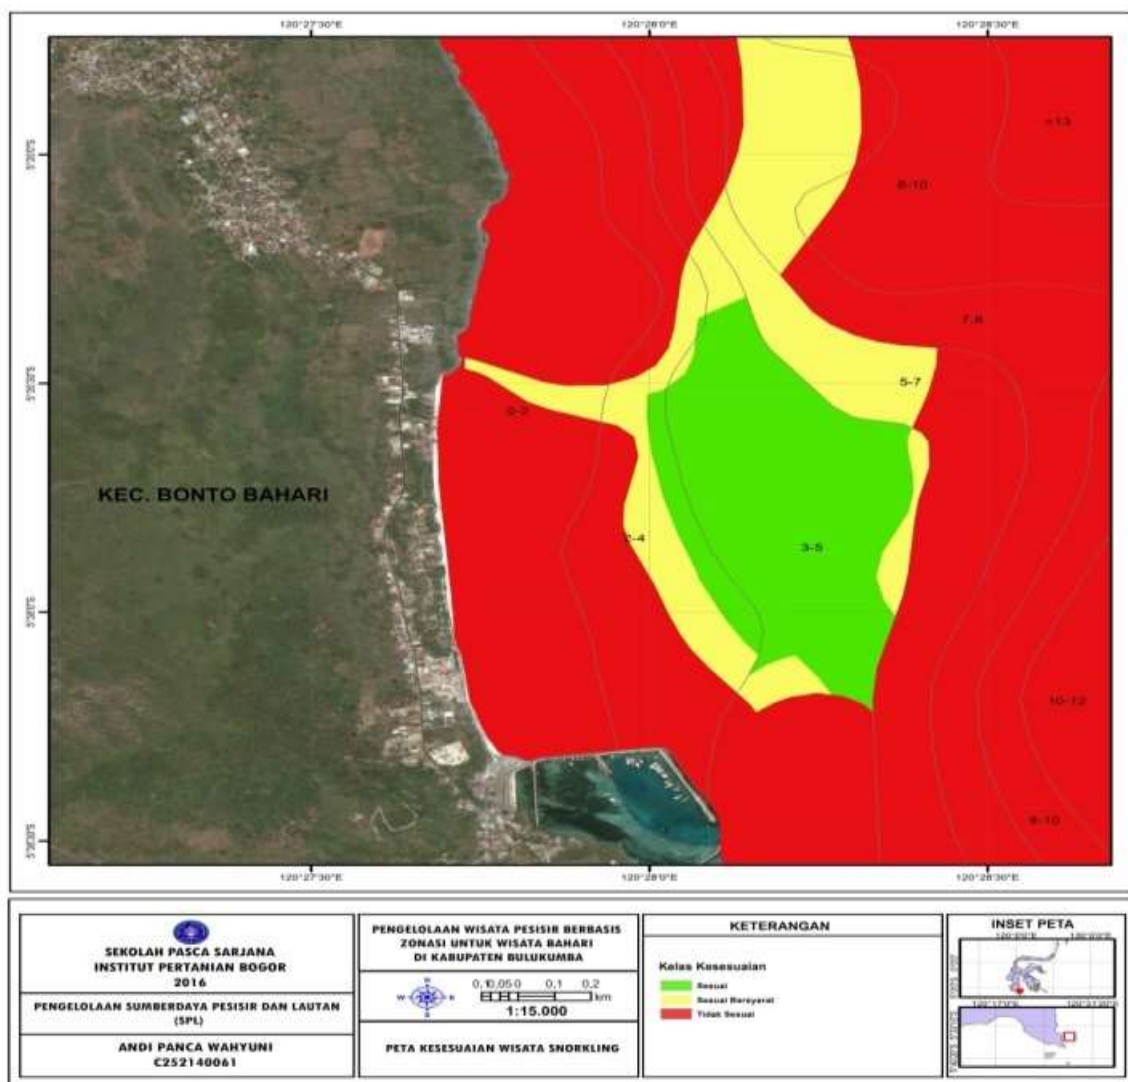 120°27'30"E 120°28'0"E 120°28'30"E
<13
8-10
7-8
5-7
0-2
KEC. BONTO BAHARI
2-4
3-5
10-12
8-10
120°27'30"E 120°28'0"E 120°28'30"E
SEKOLAH PASCA SARJANA
INSTITUT PERTANIAN BOGOR
2016
PENGELOLAAN SUMBERDAYA PESISIR DAN LAUTAN
(SPL)
ANDI PANCA WAHYUNI
C252140061
PENGELOLAAN WISATA PESISIR BERBASIS
ZONASI UNTUK WISATA BAHARI
DI KABUPATEN BULUKUMBA
N
W E
S
0,1 0,05 0 0,1 0,2
km
1:15.000
PETA KESESUAIAN WISATA SNORKLING
KETERANGAN
Kelas Kesesuaian
Sesuai
Sesuai Bersyarat
Tidak Sesuai
INSET PETA